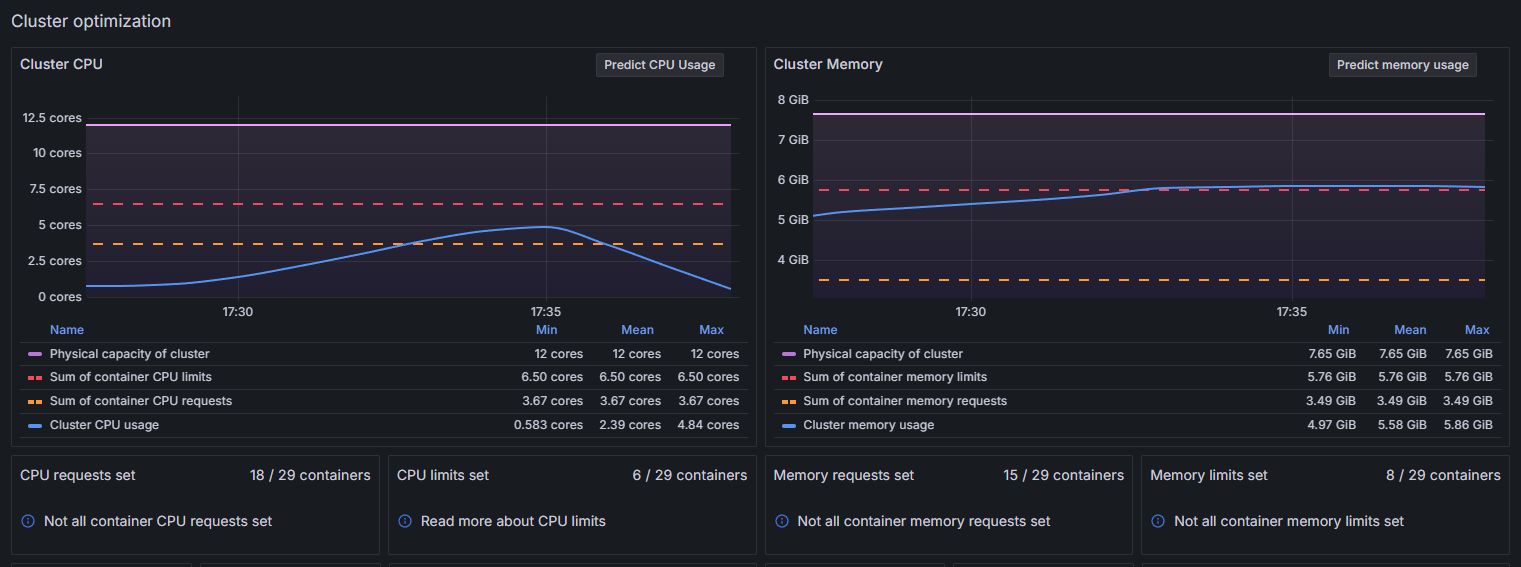 Cluster optimization
Cluster CPU
Predict CPU Usage
12.5 cores
10 cores
7.5 cores
5 cores
2.5 cores
0 cores
17:30 17:35
Name Min Mean Max
Physical capacity of cluster 12 cores 12 cores 12 cores
Sum of container CPU limits 6.50 cores 6.50 cores 6.50 cores
Sum of container CPU requests 3.67 cores 3.67 cores 3.67 cores
Cluster CPU usage 0.583 cores 2.39 cores 4.84 cores
Cluster Memory
Predict memory usage
8 GiB
7 GiB
6 GiB
5 GiB
4 GiB
17:30 17:35
Name Min Mean Max
Physical capacity of cluster 7.65 GiB 7.65 GiB 7.65 GiB
Sum of container memory limits 5.76 GiB 5.76 GiB 5.76 GiB
Sum of container memory requests 3.49 GiB 3.49 GiB 3.49 GiB
Cluster memory usage 4.97 GiB 5.58 GiB 5.86 GiB
CPU requests set 18 / 29 containers
Not all container CPU requests set
CPU limits set 6 / 29 containers
Read more about CPU limits
Memory requests set 15 / 29 containers
Not all container memory requests set
Memory limits set 8 / 29 containers
Not all container memory limits set